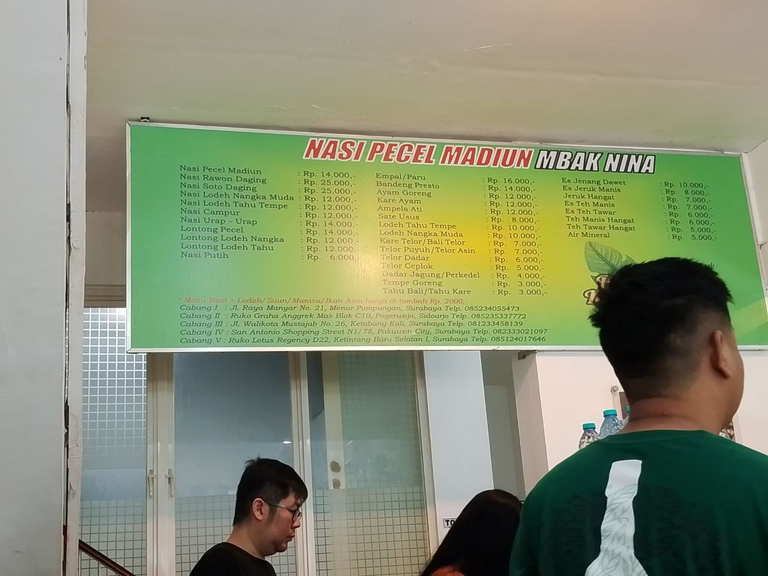 NASI PECEL MADIUN MBAK NINA
Nasi Pecel Madiun : Rp. 14.000,-
Nasi Rawon Daging : Rp. 25.000,-
Nasi Soto Daging : Rp. 25.000,-
Nasi Lodeh Nangka Muda : Rp. 12.000,-
Nasi Lodeh Tahu Tempe : Rp. 12.000,-
Nasi Campur : Rp. 12.000,-
Nasi Urap - Urap : Rp. 14.000,-
Lontong Pecel : Rp. 14.000,-
Lontong Lodeh Nangka : Rp. 12.000,-
Lontong Lodeh Tahu : Rp. 12.000,-
Nasi Putih : Rp. 6.000,-
Empal/Paru : Rp. 16.000,-
Bandeng Presto : Rp. 14.000,-
Ayam Goreng : Rp. 12.000,-
Kare Ayam : Rp. 12.000,-
Ampela Ati : Rp. 12.000,-
Sate Usus : Rp. 8.000,-
Lodeh Tahu Tempe : Rp. 10.000,-
Lodeh Nangka Muda : Rp. 10.000,-
Kare Telor/Bali Telor : Rp. 7.000,-
Telor Puyuh/Telor Asin : Rp. 7.000,-
Telor Dadar : Rp. 6.000,-
Telor Ceplok : Rp. 5.000,-
Dadar Jagung/Perkedel : Rp. 4.000,-
Tempe Goreng : Rp. 3.000,-
Tahu Bali/Tahu Kare : Rp. 3.000,-
Es Jenang Dawet : Rp. 10.000,-
Es Jeruk Manis : Rp. 8.000,-
Jeruk Hangat : Rp. 7.000,-
Es Teh Manis : Rp. 7.000,-
Es Teh Tawar : Rp. 6.000,-
Teh Manis Hangat : Rp. 6.000,-
Teh Tawar Hangat : Rp. 5.000,-
Air Mineral : Rp. 5.000,-
* Menu Nasi + Lodeh/Suun/Manisa/Ikan Asin harga di tambah Rp. 2000,-
Cabang I : Jl. Raya Manyar No. 21, Menur Pumpungan, Surabaya Telp. 085234055473
Cabang II : Ruko Graha Anggrek Mas Blok C10, Pagerwojo, Sidoarjo Telp. 085235337772
Cabang III : Jl. Walikota Mustajab No. 26, Ketabang Kali, Surabaya Telp. 081233458139
Cabang IV : San Antonio Shopping Street N1/78, Pakuwon City, Surabaya Telp. 082333021097
Cabang V : Ruko Lotus Regency D22, Ketintang Baru Selatan I, Surabaya Telp. 085124017646